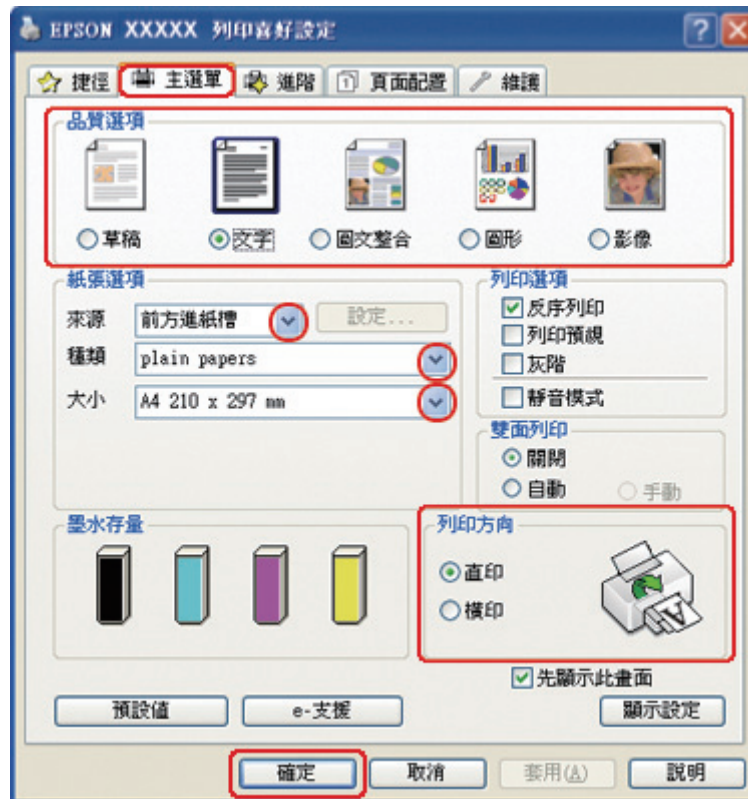 EPSON XXXXX 列印喜好設定
捷徑 主選單 進階 頁面配置 維護
品質選項
草稿 文字 圖文整合 圖形 影像
紙張選項
來源 前方進紙槽 設定...
種類 plain papers
大小 A4 210 x 297 mm
列印選項
反序列印
列印預視
灰階
靜音模式
雙面列印
關閉
自動 手動
墨水存量
列印方向
直印
橫印
先顯示此畫面
預設值 e-支援 顯示設定
確定 取消 套用(A) 說明